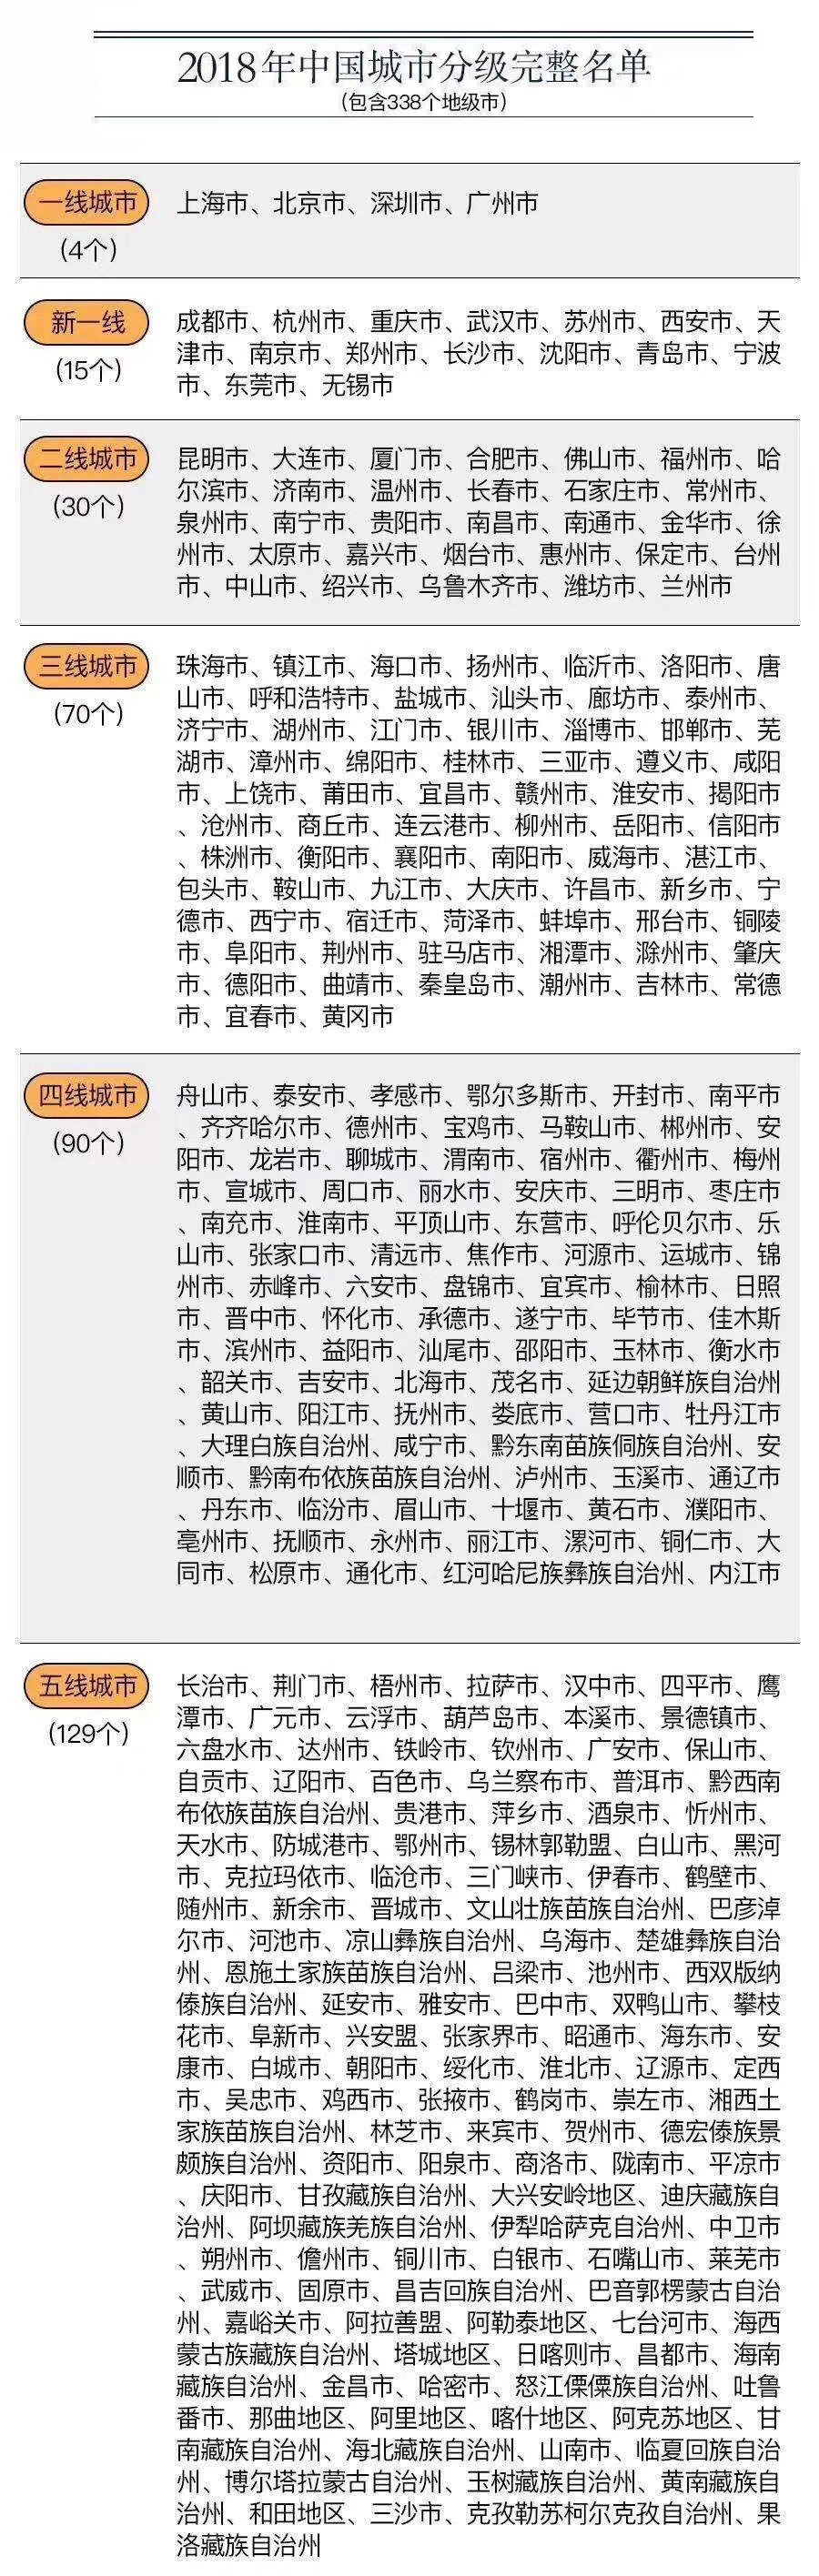 2018年中国城市分级完整名单
(包含338个地级市)
一线城市
(4个)
上海市、北京市、深圳市、广州市
新一线
(15个)
成都市、杭州市、重庆市、武汉市、苏州市、西安市、天
津市、南京市、郑州市、长沙市、沈阳市、青岛市、宁波
市、东莞市、无锡市
二线城市
(30个)
昆明市、大连市、厦门市、合肥市、佛山市、福州市、哈
尔滨市、济南市、温州市、长春市、石家庄市、常州市、
泉州市、南宁市、贵阳市、南昌市、南通市、金华市、徐
州市、太原市、嘉兴市、烟台市、惠州市、保定市、台州
市、中山市、绍兴市、乌鲁木齐市、潍坊市、兰州市
三线城市
(70个)
珠海市、镇江市、海口市、扬州市、临沂市、洛阳市、唐
山市、呼和浩特市、盐城市、汕头市、廊坊市、泰州市、
济宁市、湖州市、江门市、银川市、淄博市、邯郸市、芜
湖市、漳州市、绵阳市、桂林市、三亚市、遵义市、咸阳
市、上饶市、莆田市、宜昌市、赣州市、淮安市、揭阳市
、沧州市、商丘市、连云港市、柳州市、岳阳市、信阳市
、株洲市、衡阳市、襄阳市、南阳市、威海市、湛江市、
包头市、鞍山市、九江市、大庆市、许昌市、新乡市、宁
德市、西宁市、宿迁市、菏泽市、蚌埠市、邢台市、铜陵
市、阜阳市、荆州市、驻马店市、湘潭市、滁州市、肇庆
市、德阳市、曲靖市、秦皇岛市、潮州市、吉林市、常德
市、宜春市、黄冈市
四线城市
(90个)
舟山市、泰安市、孝感市、鄂尔多斯市、开封市、南平市
、齐齐哈尔市、德州市、宝鸡市、马鞍山市、郴州市、安
阳市、龙岩市、聊城市、渭南市、宿州市、衢州市、梅州
市、宣城市、周口市、丽水市、安庆市、三明市、枣庄市
、南充市、淮南市、平顶山市、东营市、呼伦贝尔市、乐
山市、张家口市、清远市、焦作市、河源市、运城市、锦
州市、赤峰市、六安市、盘锦市、宜宾市、榆林市、日照
市、晋中市、怀化市、承德市、遂宁市、毕节市、佳木斯
市、滨州市、益阳市、汕尾市、邵阳市、玉林市、衡水市
、韶关市、吉安市、北海市、茂名市、延边朝鲜族自治州
、黄山市、阳江市、抚州市、娄底市、营口市、牡丹江市
、大理白族自治州、咸宁市、黔东南苗族侗族自治州、安
顺市、黔南布依族苗族自治州、泸州市、玉溪市、通辽市
、丹东市、临汾市、眉山市、十堰市、黄石市、濮阳市、
亳州市、抚顺市、永州市、丽江市、漯河市、铜仁市、大
同市、松原市、通化市、红河哈尼族彝族自治州、内江市
五线城市
(129个)
长治市、荆门市、梧州市、拉萨市、汉中市、四平市、鹰
潭市、广元市、云浮市、葫芦岛市、本溪市、景德镇市、
六盘水市、达州市、铁岭市、钦州市、广安市、保山市、
自贡市、辽阳市、百色市、乌兰察布市、普洱市、黔西南
布依族苗族自治州、贵港市、萍乡市、酒泉市、忻州市、
天水市、防城港市、鄂州市、锡林郭勒盟、白山市、黑河
市、克拉玛依市、临沧市、三门峡市、伊春市、鹤壁市、
随州市、新余市、晋城市、文山壮族苗族自治州、巴彦淖
尔市、河池市、凉山彝族自治州、乌海市、楚雄彝族自治
州、恩施土家族苗族自治州、吕梁市、池州市、西双版纳
傣族自治州、延安市、雅安市、巴中市、双鸭山市、攀枝
花市、阜新市、兴安盟、张家界市、昭通市、海东市、安
康市、白城市、朝阳市、绥化市、淮北市、辽源市、定西
市、吴忠市、鸡西市、张掖市、鹤岗市、崇左市、湘西土
家族苗族自治州、林芝市、来宾市、贺州市、德宏傣族景
颇族自治州、资阳市、阳泉市、商洛市、陇南市、平凉市
、庆阳市、甘孜藏族自治州、大兴安岭地区、迪庆藏族自
治州、阿坝藏族羌族自治州、伊犁哈萨克自治州、中卫市
、朔州市、儋州市、铜川市、白银市、石嘴山市、莱芜市
、武威市、固原市、昌吉回族自治州、巴音郭楞蒙古自治
州、嘉峪关市、阿拉善盟、阿勒泰地区、七台河市、海西
蒙古族藏族自治州、塔城地区、日喀则市、昌都市、海南
藏族自治州、金昌市、哈密市、怒江傈僳族自治州、吐鲁
番市、那曲地区、阿里地区、喀什地区、阿克苏地区、甘
南藏族自治州、海北藏族自治州、山南市、临夏回族自治
州、博尔塔拉蒙古自治州、玉树藏族自治州、黄南藏族自
治州、和田地区、三沙市、克孜勒苏柯尔克孜自治州、果
洛藏族自治州